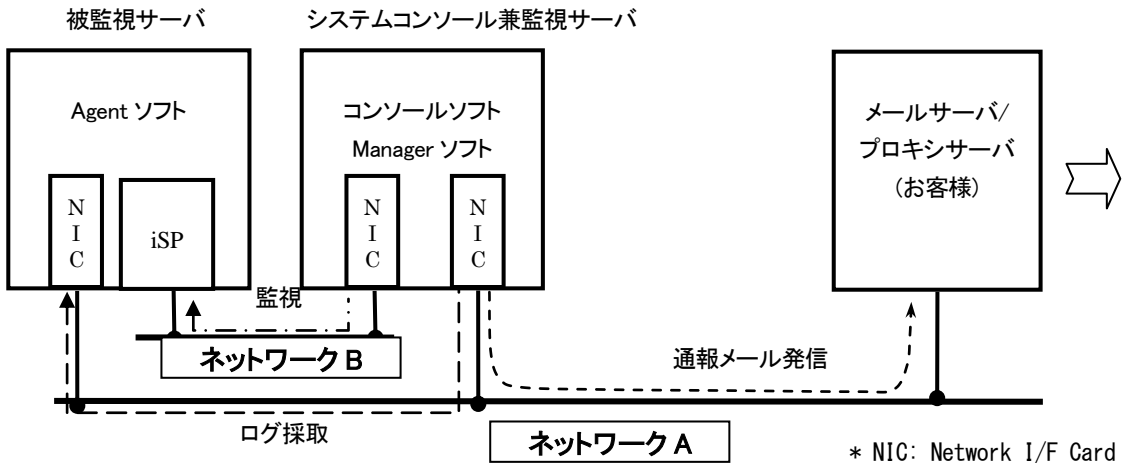 被監視サーバ
システムコンソール兼監視サーバ
Agent ソフト
コンソールソフト
Manager ソフト
メールサーバ/
プロキシサーバ
(お客様)
NIC
iSP
NIC
NIC
監視
ネットワーク B
通報メール発信
ログ採取
ネットワーク A
* NIC: Network I/F Card